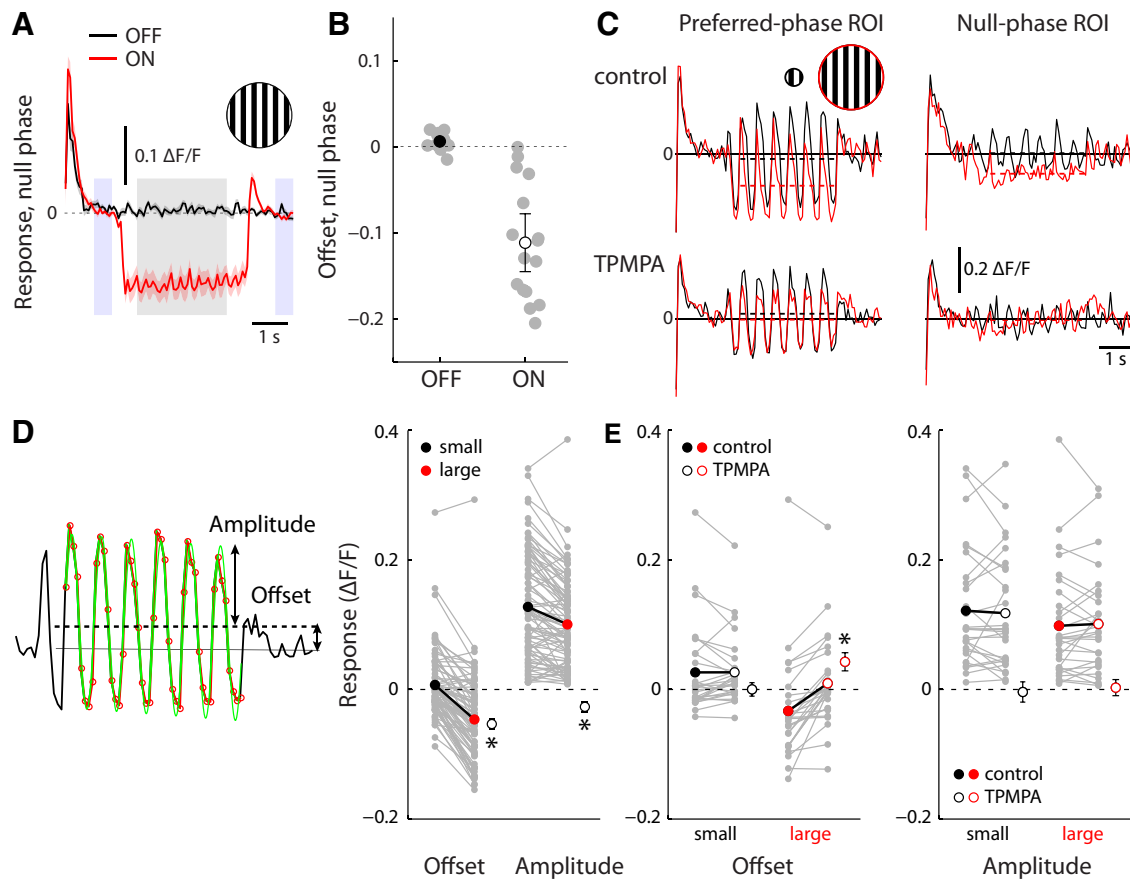 A
OFF
ON
Response, null phase
0.1 ΔF/F
0
1 s
B
Offset, null phase
0.1
0
−0.1
−0.2
OFF
ON
C
Preferred-phase ROI
Null-phase ROI
control
0
TPMPA
0
0.2 ΔF/F
1 s
D
Amplitude
Offset
Response (ΔF/F)
0.4
0.2
0
−0.2
small
large
*
*
Offset
Amplitude
E
0.4
0.2
0
−0.2
control
TPMPA
*
small
large
Offset
0.4
0.2
0
−0.2
control
TPMPA
small
large
Amplitude